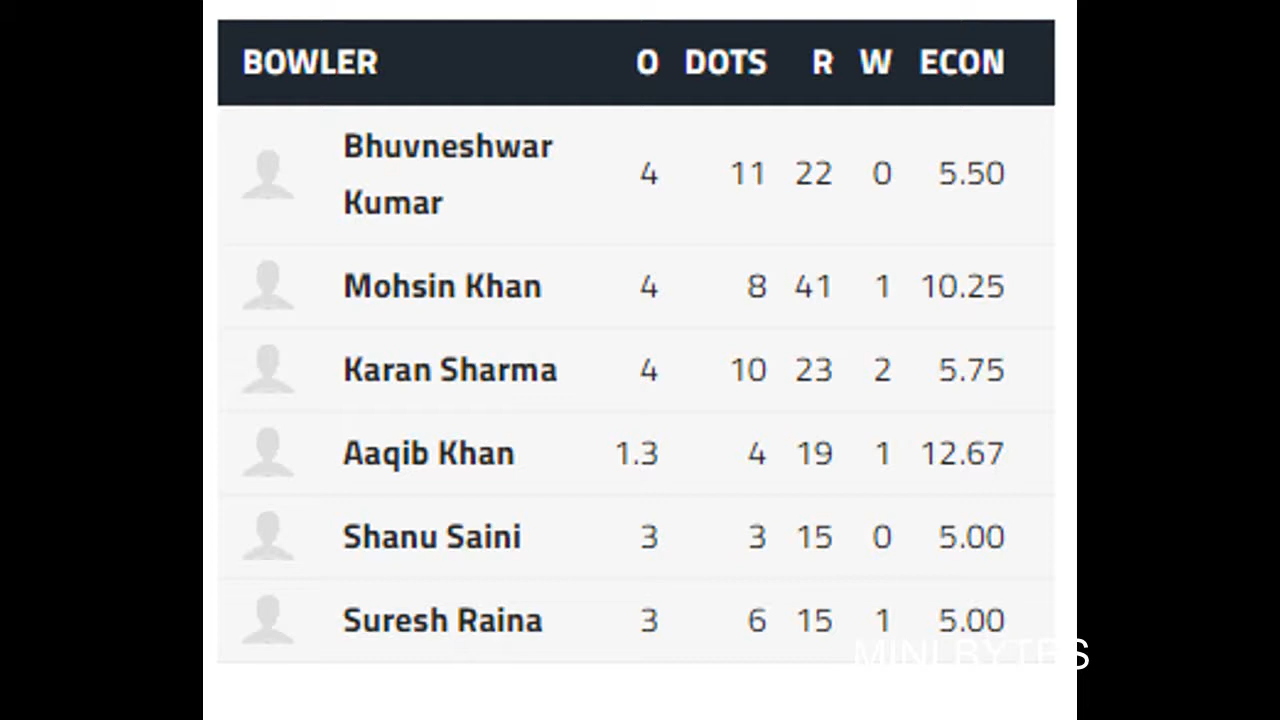 BOWLER O DOTS R W ECON
Bhuvneshwar
Kumar 4 11 22 0 5.50
Mohsin Khan 4 8 41 1 10.25
Karan Sharma 4 10 23 2 5.75
Aaqib Khan 1.3 4 19 1 12.67
Shanu Saini 3 3 15 0 5.00
Suresh Raina 3 6 15 1 5.00
MINI BYTES